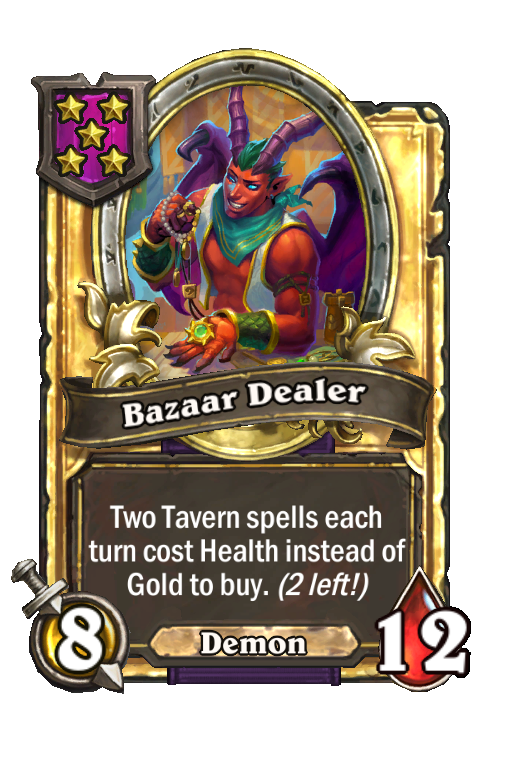 Bazaar Dealer
Two Tavern spells each
turn cost Health instead of
Gold to buy. (2 left!)
8
Demon
12